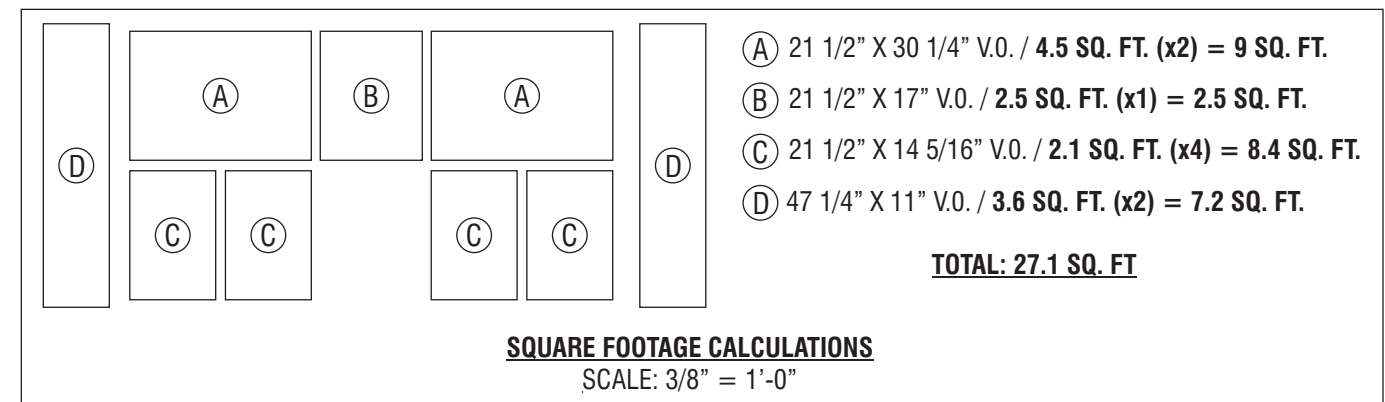 A
B
A
D
D
C
C
C
C
A 21 1/2” X 30 1/4” V.O. / 4.5 SQ. FT. (x2) = 9 SQ. FT.
B 21 1/2” X 17” V.O. / 2.5 SQ. FT. (x1) = 2.5 SQ. FT.
C 21 1/2” X 14 5/16” V.O. / 2.1 SQ. FT. (x4) = 8.4 SQ. FT.
D 47 1/4” X 11” V.O. / 3.6 SQ. FT. (x2) = 7.2 SQ. FT.
TOTAL: 27.1 SQ. FT
SQUARE FOOTAGE CALCULATIONS
SCALE: 3/8” = 1’-0”